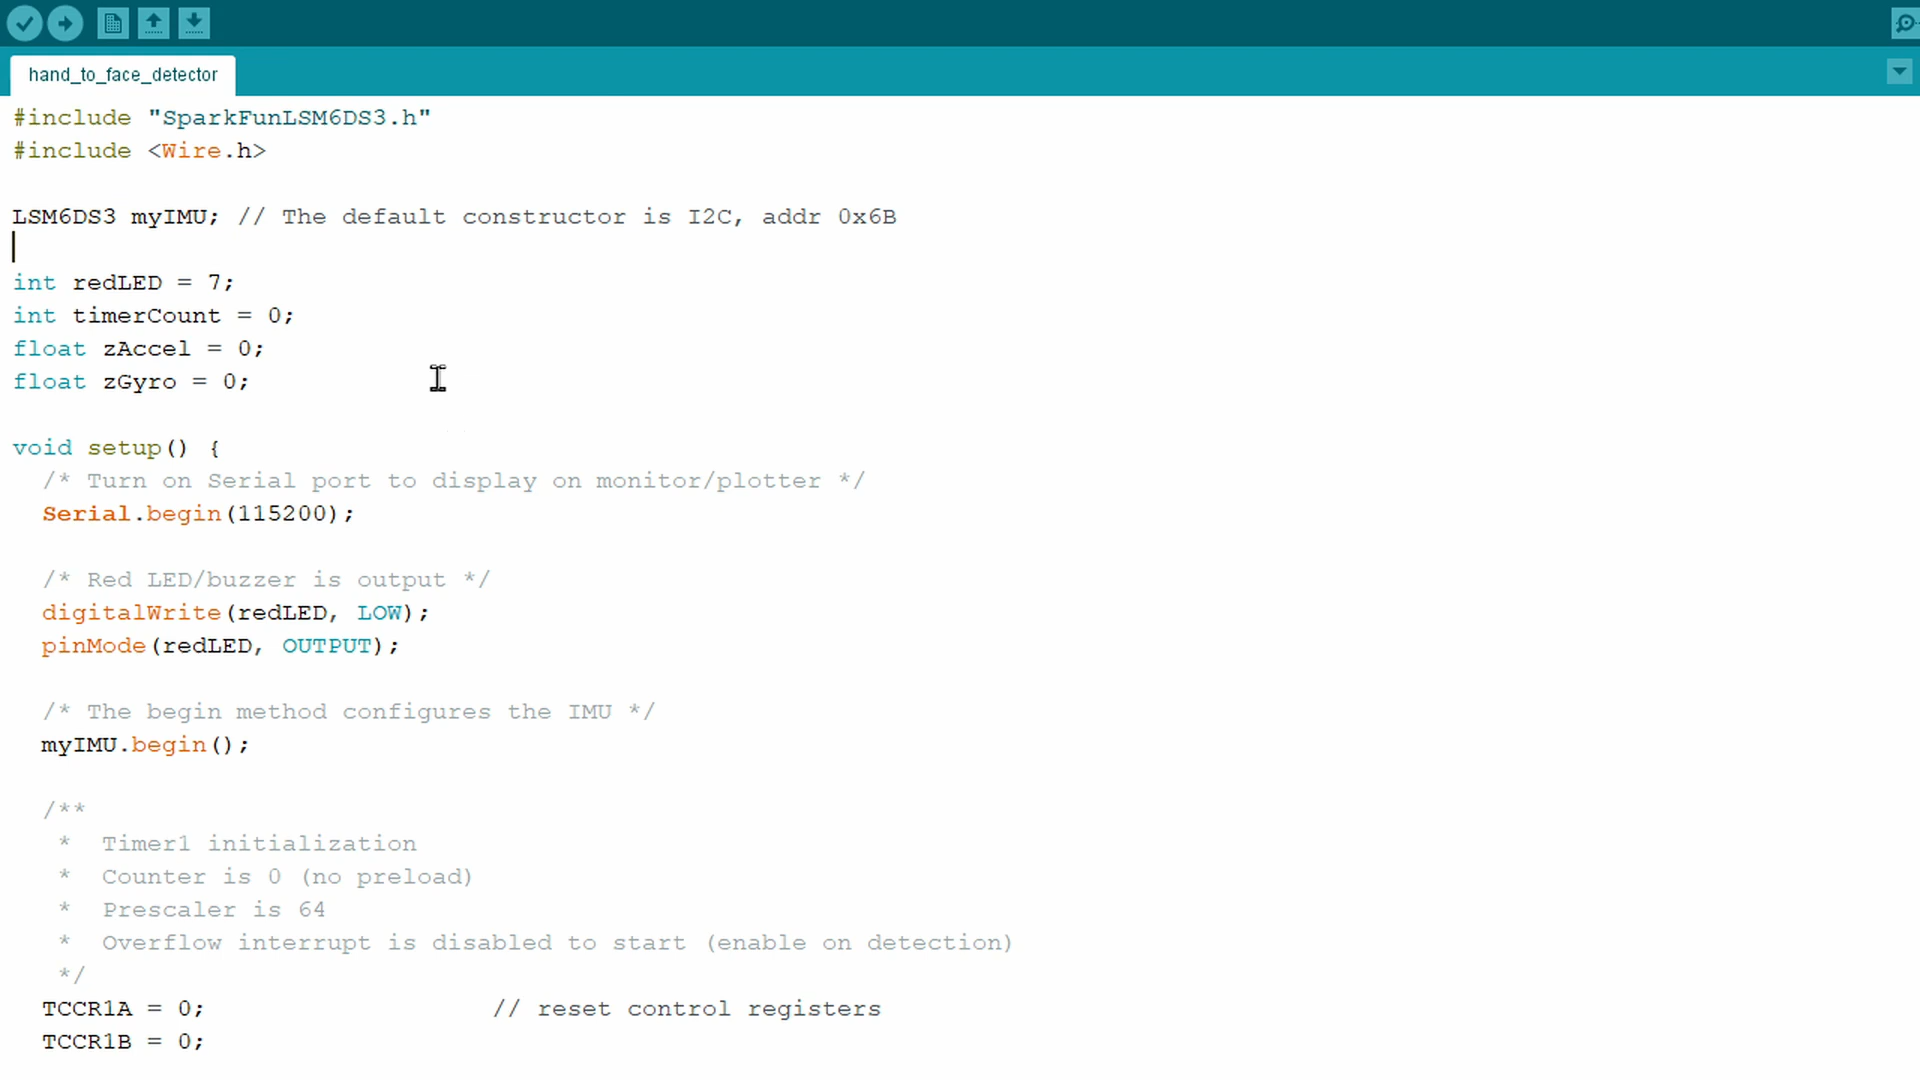 hand_to_face_detector
#include "SparkFunLSM6DS3.h"
#include <Wire.h>
LSM6DS3 myIMU; // The default constructor is I2C, addr 0x6B
int redLED = 7;
int timerCount = 0;
float zAccel = 0;
float zGyro = 0;
void setup() {
/* Turn on Serial port to display on monitor/plotter */
Serial.begin(115200);
/* Red LED/buzzer is output */
digitalWrite(redLED, LOW);
pinMode(redLED, OUTPUT);
/* The begin method configures the IMU */
myIMU.begin();
/**
* Timer1 initialization
* Counter is 0 (no preload)
* Prescaler is 64
* Overflow interrupt is disabled to start (enable on detection)
*/
TCCR1A = 0; // reset control registers
TCCR1B = 0;